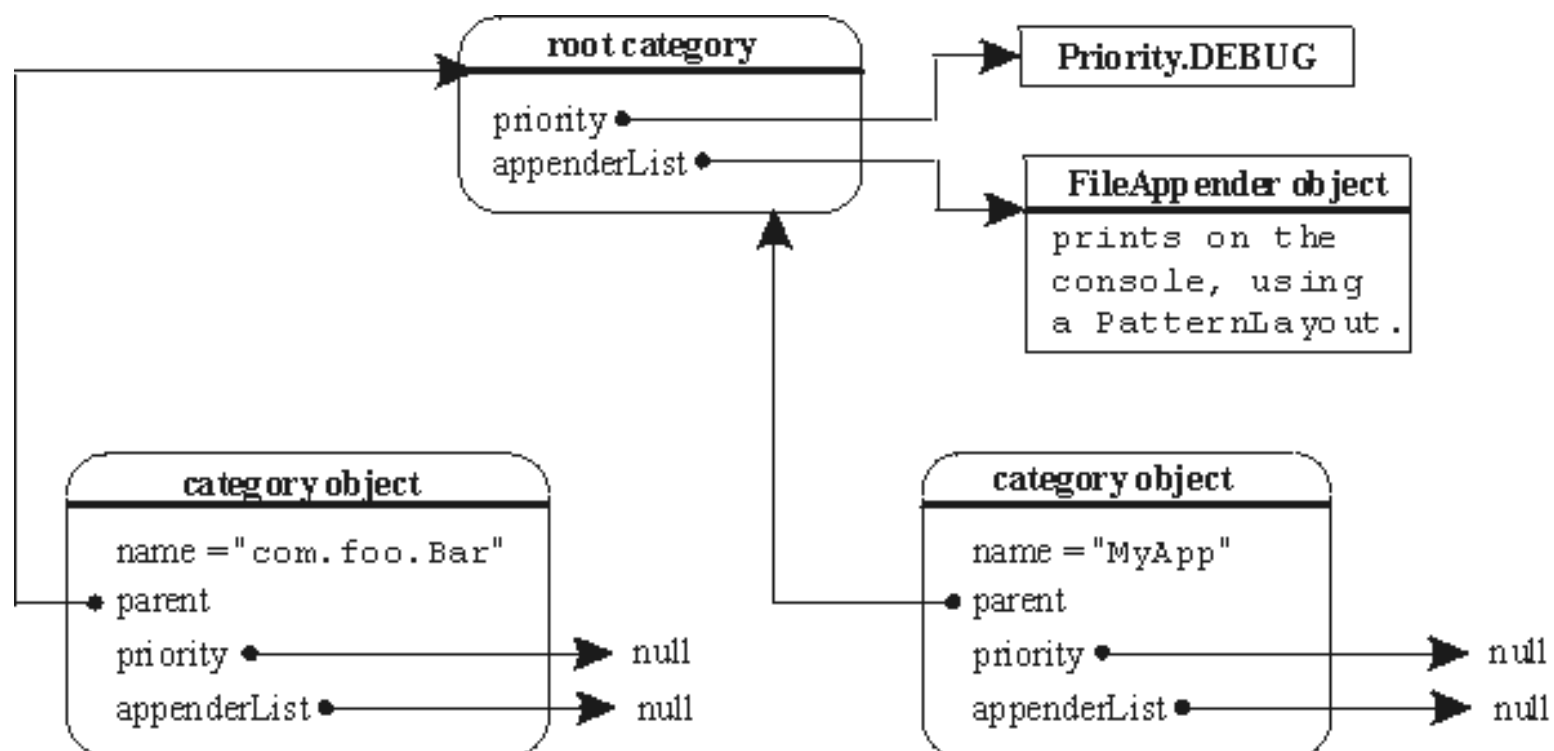 root category
priority
appenderList
Priority.DEBUG
FileAppender object
prints on the
console, using
a PatternLayout.
category object
name ="com.foo.Bar"
parent
priority
null
appenderList
null
category object
name ="MyApp"
parent
priority
null
appenderList
null